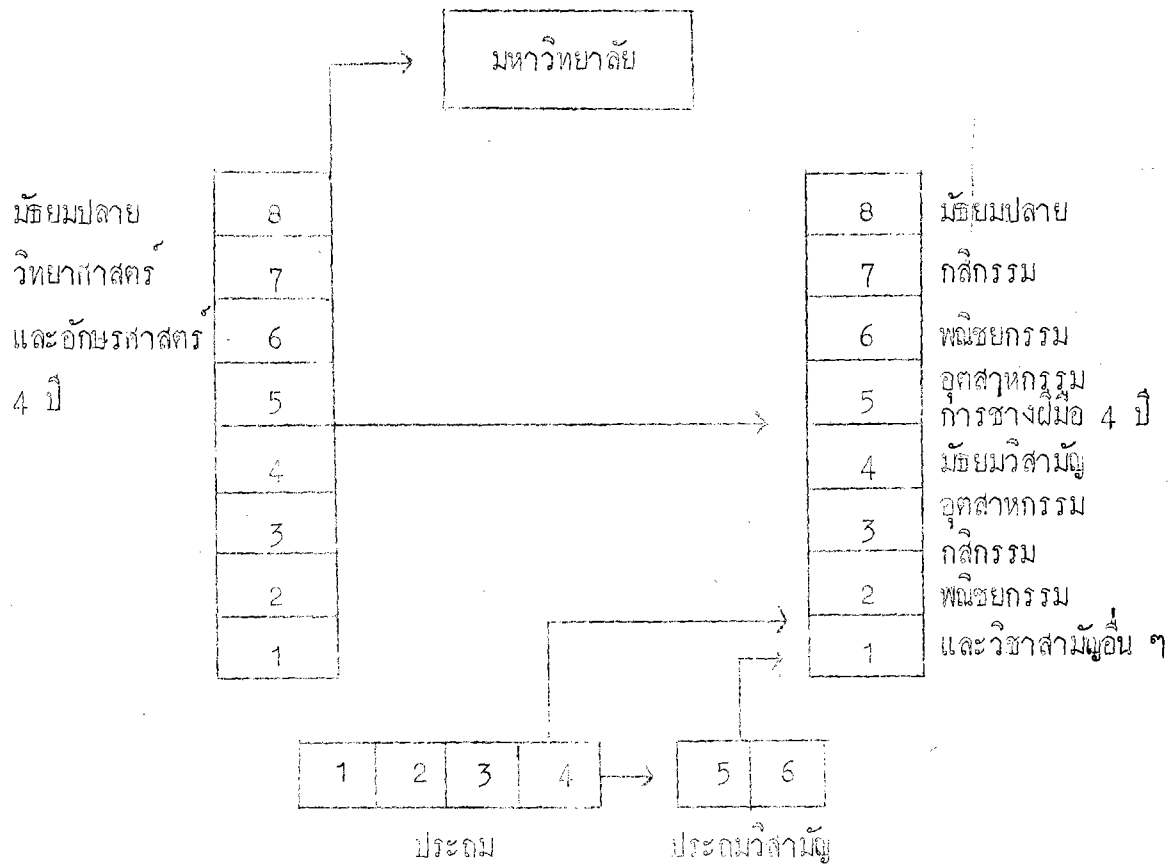 มหาวิทยาลัย
มัธยมปลาย
วิทยาศาสตร์
และอักษรศาสตร์
4 ปี
8
7
6
5
4
3
2
1
8
7
6
5
4
3
2
1
มัธยมปลาย
กสิกรรม
พณิชยกรรม
อุตสาหกรรม
การช่างฝีมือ 4 ปี
มัธยมวิสามัญ
อุตสาหกรรม
กสิกรรม
พณิชยกรรม
และวิชาสามัญอื่น ๆ
1 2 3 4
5 6
ประถม
ประถมวิสามัญ